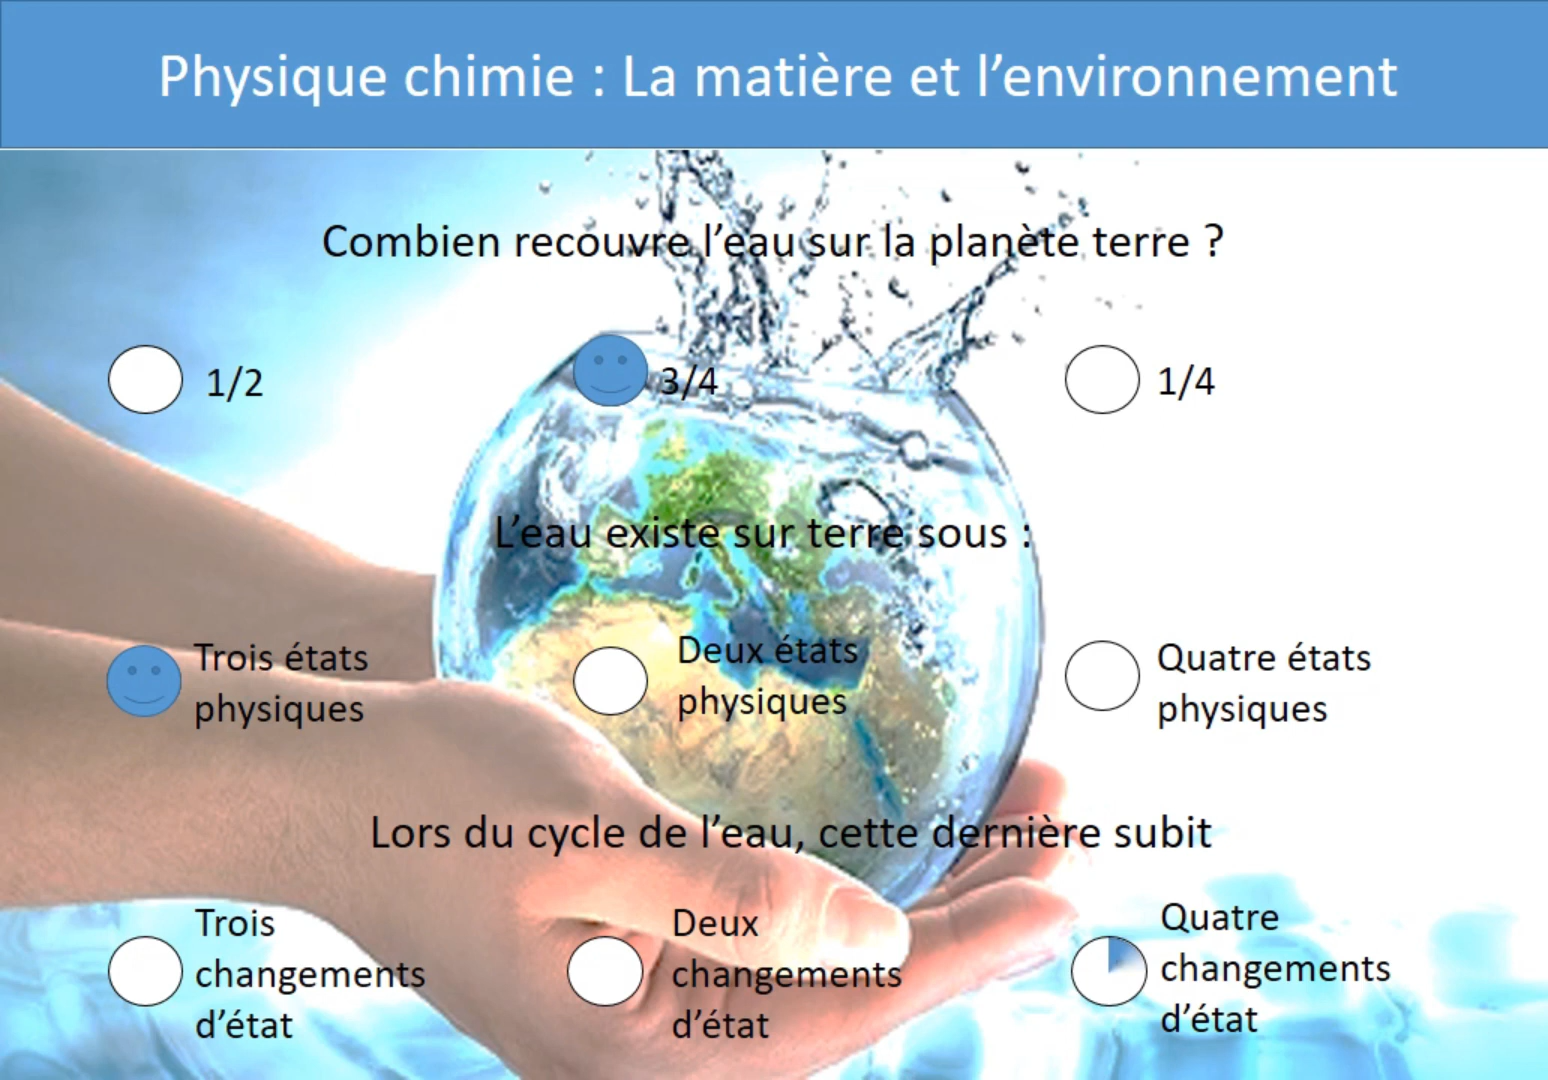 Physique chimie : La matière et l’environnement
Combien recouvre l’eau sur la planète terre ?
1/2
3/4
1/4
L’eau existe sur terre sous :
Trois états
physiques
Deux états
physiques
Quatre états
physiques
Lors du cycle de l’eau, cette dernière subit
Trois
changements
d’état
Deux
changements
d’état
Quatre
changements
d’état